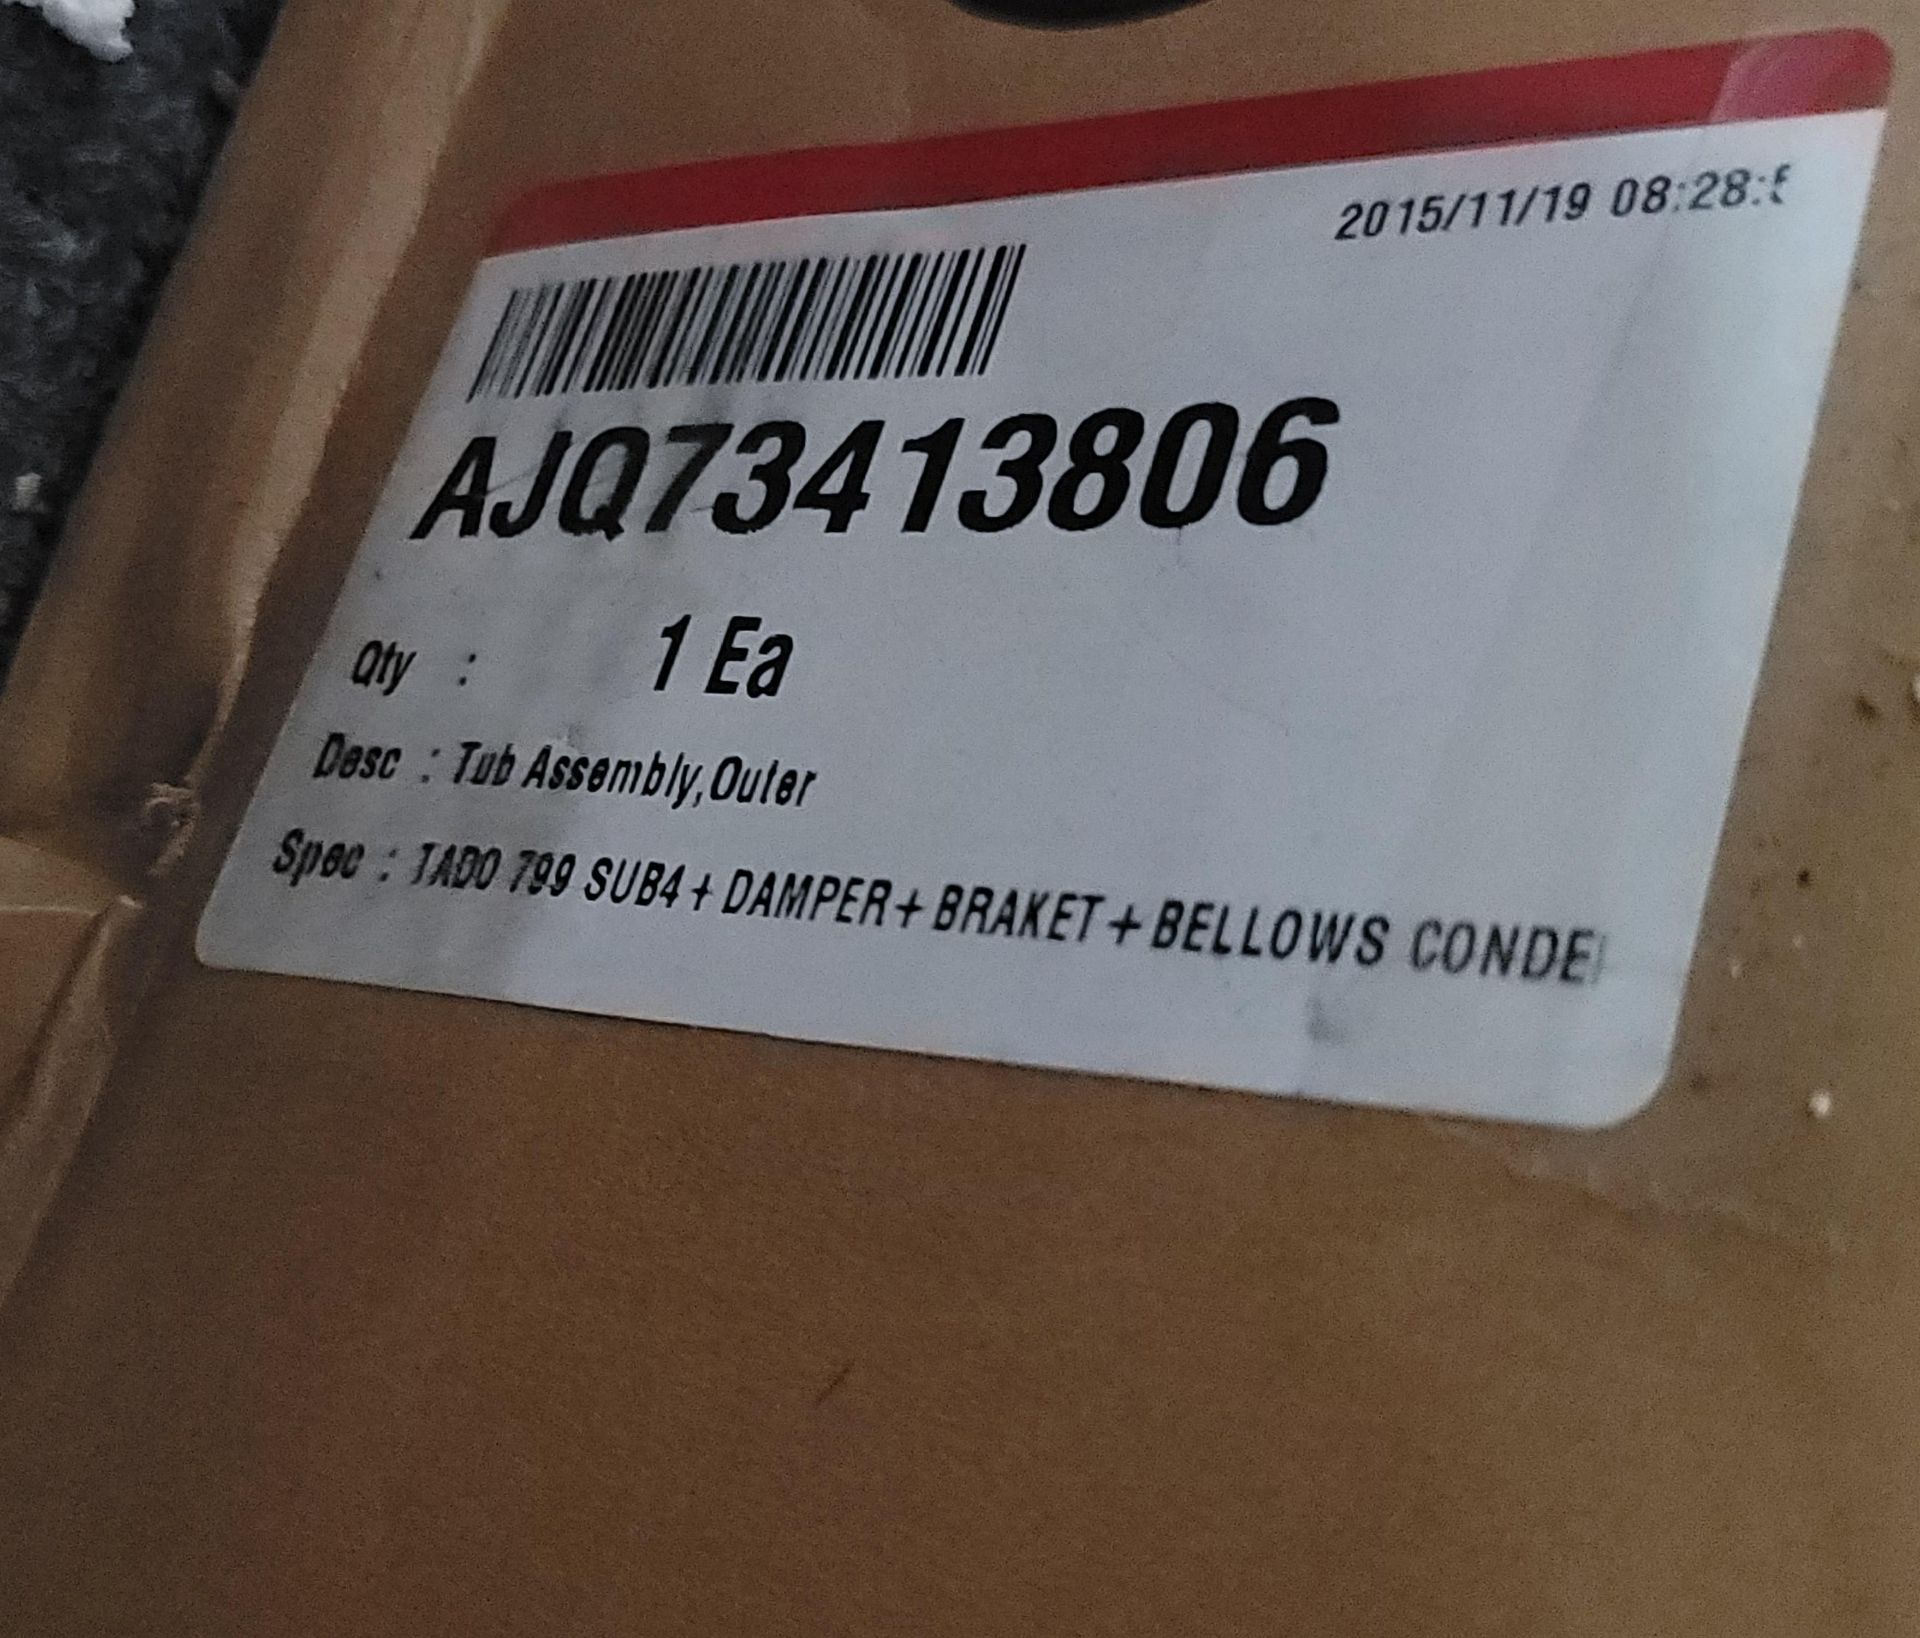 2015/11/19 08:28:
AJQ73413806
Qty : 1 Ea
Desc : Tub Assembly,Outer
Spec : TADO 799 SUB4+ DAMPER+ BRAKET+BELLOWS CONDE